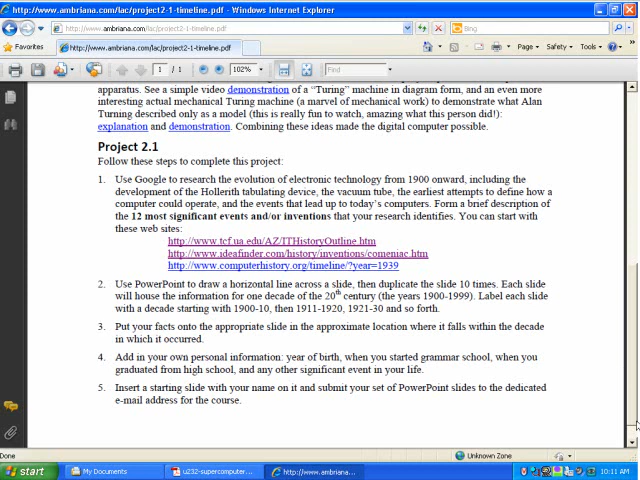 http://www.ambriana.com/lac/project2-1-timeline.pdf - Windows Internet Explorer
http://www.ambriana.com/lac/project2-1-timeline.pdf
Bing
Favorites
http://www.ambriana.com/lac/project2-1-timeline.pdf
Page
Safety
Tools
1 / 1
102%
Find
apparatus. See a simple video demonstration of a “Turing” machine in diagram form, and an even more
interesting actual mechanical Turing machine (a marvel of mechanical work) to demonstrate what Alan
Turning described only as a model (this is really fun to watch, amazing what this person did!):
explanation and demonstration. Combining these ideas made the digital computer possible.
Project 2.1
Follow these steps to complete this project:
1. Use Google to research the evolution of electronic technology from 1900 onward, including the
development of the Hollerith tabulating device, the vacuum tube, the earliest attempts to define how a
computer could operate, and the events that lead up to today’s computers. Form a brief description of
the 12 most significant events and/or inventions that your research identifies. You can start with
these web sites:
http://www.tcf.ua.edu/AZ/ITHistoryOutline.htm
http://www.ideafinder.com/history/inventions/comeniac.htm
http://www.computerhistory.org/timeline/?year=1939
2. Use PowerPoint to draw a horizontal line across a slide, then duplicate the slide 10 times. Each slide
will house the information for one decade of the 20th century (the years 1900-1999). Label each slide
with a decade starting with 1900-10, then 1911-1920, 1921-30 and so forth.
3. Put your facts onto the appropriate slide in the approximate location where it falls within the decade
in which it occurred.
4. Add in your own personal information: year of birth, when you started grammar school, when you
graduated from high school, and any other significant event in your life.
5. Insert a starting slide with your name on it and submit your set of PowerPoint slides to the dedicated
e-mail address for the course.
Done
Unknown Zone
start
My Documents
u232-supercomputer...
http://www.ambriana...
10:11 AM